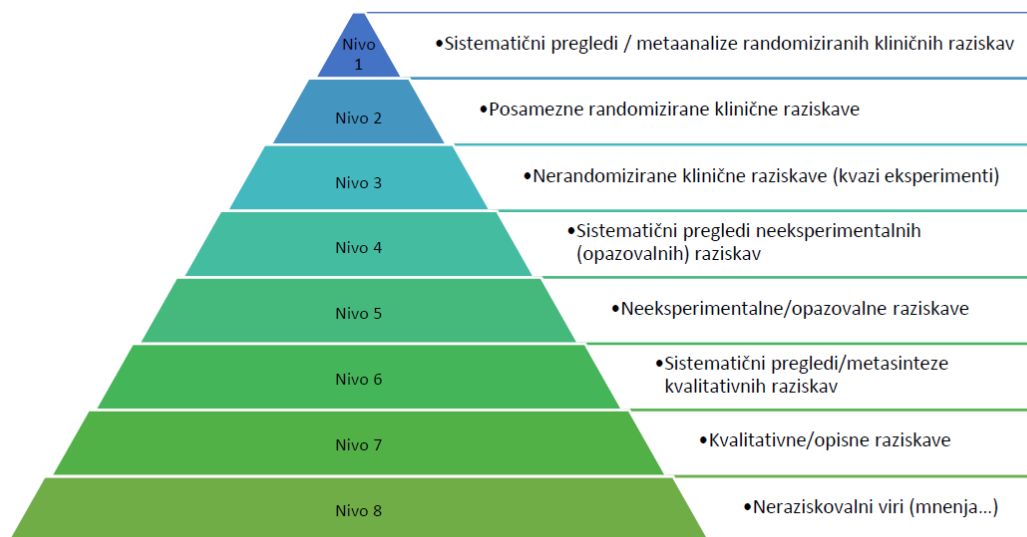 Nivo
1
•Sistematični pregledi / metaanalize randomiziranih kliničnih raziskav
Nivo 2
•Posamezne randomizirane klinične raziskave
Nivo 3
•Nerandomizirane klinične raziskave (kvazi eksperimenti)
Nivo 4
•Sistematični pregledi neeksperimentalnih
(opazovalnih) raziskav
Nivo 5
•Neeksperimentalne/opazovalne raziskave
Nivo 6
•Sistematični pregledi/metasinteze
kvalitativnih raziskav
Nivo 7
•Kvalitativne/opisne raziskave
Nivo 8
•Neraziskovalni viri (mnenja...)